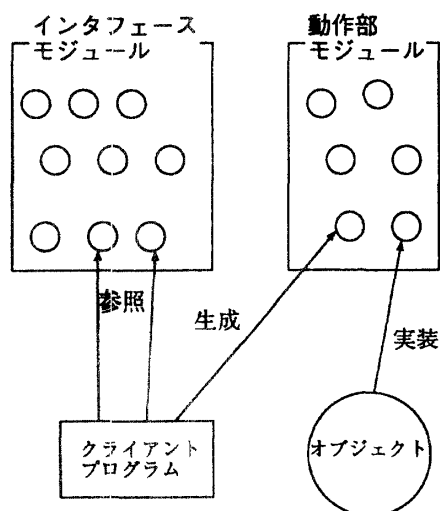 インタフェース
モジュール
動作部
モジュール
参照
生成
実装
クライアント
プログラム
オブジェクト